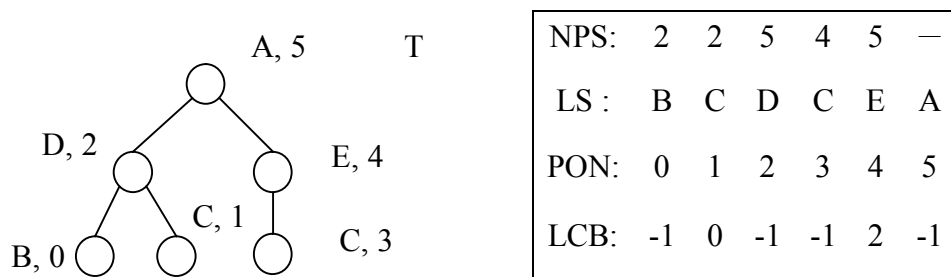 A, 5
T
D, 2
E, 4
C, 1
B, 0
C, 3
NPS: 2 2 5 4 5 —
LS : B C D C E A
PON: 0 1 2 3 4 5
LCB: -1 0 -1 -1 2 -1